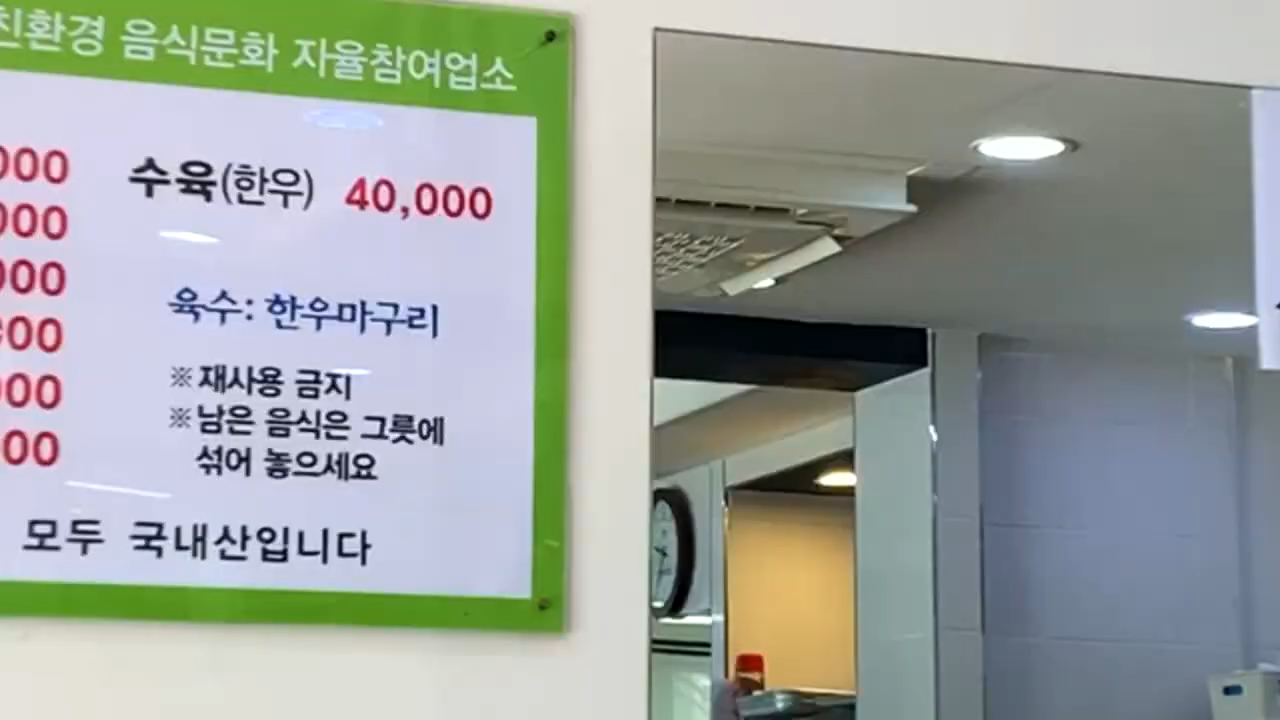 친환경 음식문화 자율참여업소
수육(한우) 40,000
육수: 한우마구리
※재사용 금지
※남은 음식은 그릇에
섞어 놓으세요
모두 국내산입니다